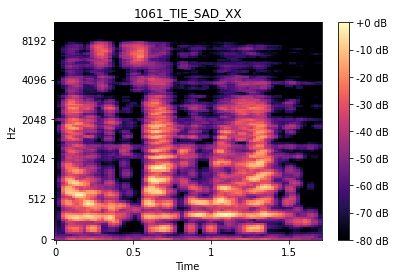 1061_TIE_SAD_XX
+0 dB
8192
-10 dB
4096
-20 dB
-30 dB
2048
-40 dB
Hz
1024
-50 dB
512
-60 dB
-70 dB
0
-80 dB
0
0.5
1
1.5
Time